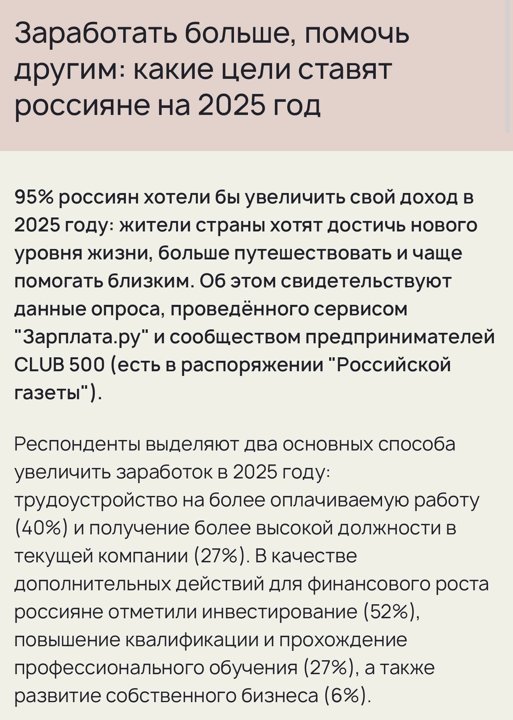 Заработать больше, помочь
другим: какие цели ставят
россияне на 2025 год
95% россиян хотели бы увеличить свой доход в
2025 году: жители страны хотят достичь нового
уровня жизни, больше путешествовать и чаще
помогать близким. Об этом свидетельствуют
данные опроса, проведённого сервисом
"Зарплата.ру" и сообществом предпринимателей
CLUB 500 (есть в распоряжении "Российской
газеты").
Респонденты выделяют два основных способа
увеличить заработок в 2025 году:
трудоустройство на более оплачиваемую работу
(40%) и получение более высокой должности в
текущей компании (27%). В качестве
дополнительных действий для финансового роста
россияне отметили инвестирование (52%),
повышение квалификации и прохождение
профессионального обучения (27%), а также
развитие собственного бизнеса (6%).